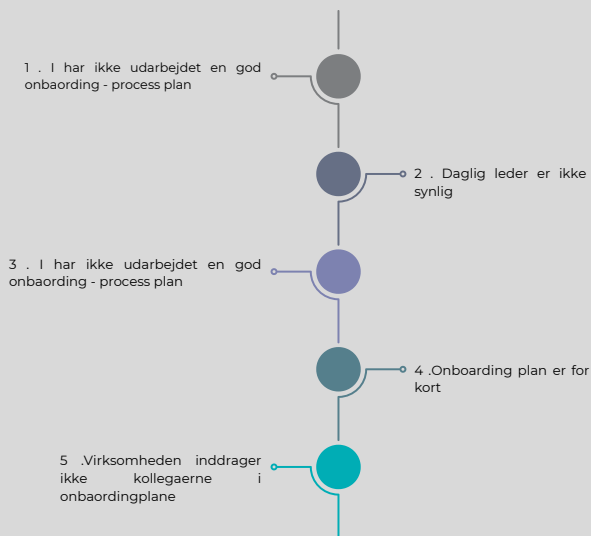 1 . I har ikke udarbejdet en god
onbaording - process plan
2 . Daglig leder er ikke
synlig
3 . I har ikke udarbejdet en god
onbaording - process plan
4 .Onboarding plan er for
kort
5 .Virksomheden inddrager
ikke kollegaerne i
onbaordingplane